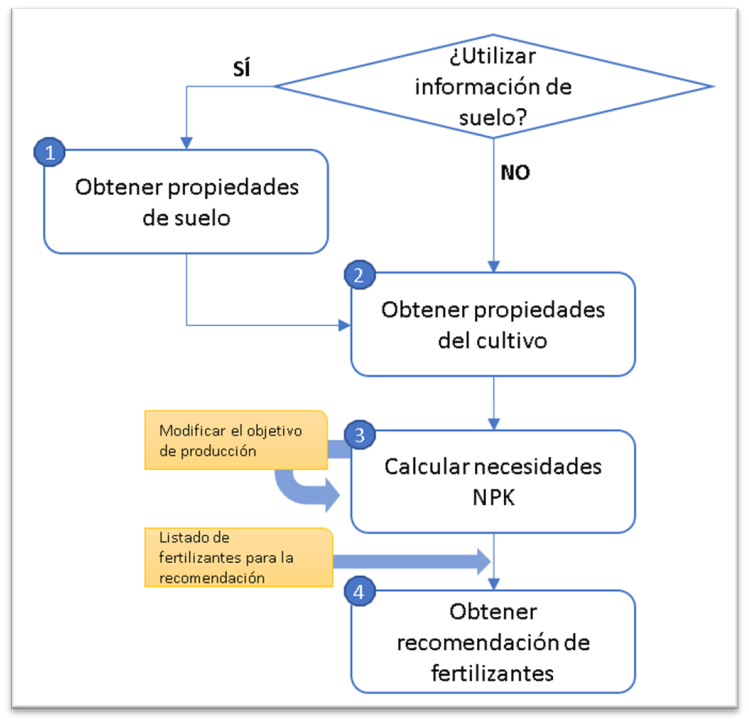 ¿Utilizar
información de
suelo?
SÍ
NO
1
Obtener propiedades
de suelo
2
Obtener propiedades
del cultivo
Modificar el objetivo
de producción
3
Calcular necesidades
NPK
Listado de
fertilizantes para la
recomendación
4
Obtener
recomendación de
fertilizantes